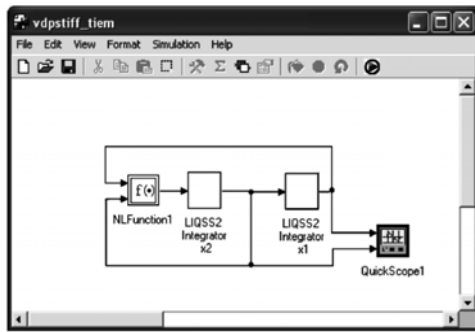 vdpstiff_tiem
File Edit View Format Simulation Help
f(•)
NLFunction1
LIQSS2
Integrator
x2
LIQSS2
Integrator
x1
QuickScope1